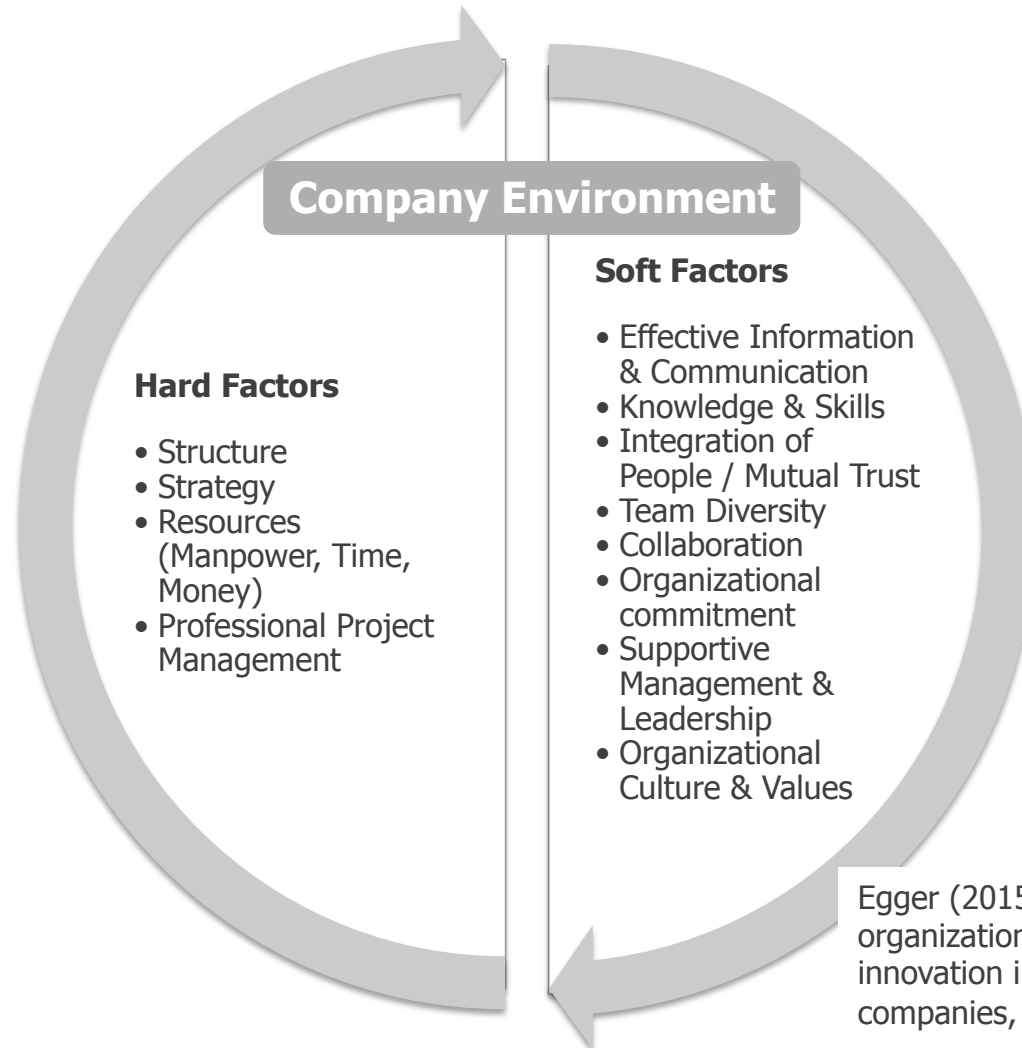 Company Environment
Hard Factors
• Structure
• Strategy
• Resources
(Manpower, Time,
Money)
• Professional Project
Management
Soft Factors
• Effective Information
& Communication
• Knowledge & Skills
• Integration of
People / Mutual Trust
• Team Diversity
• Collaboration
• Organizational
commitment
• Supportive
Management &
Leadership
• Organizational
Culture & Values
Egger (2015
organization
innovation i
companies,